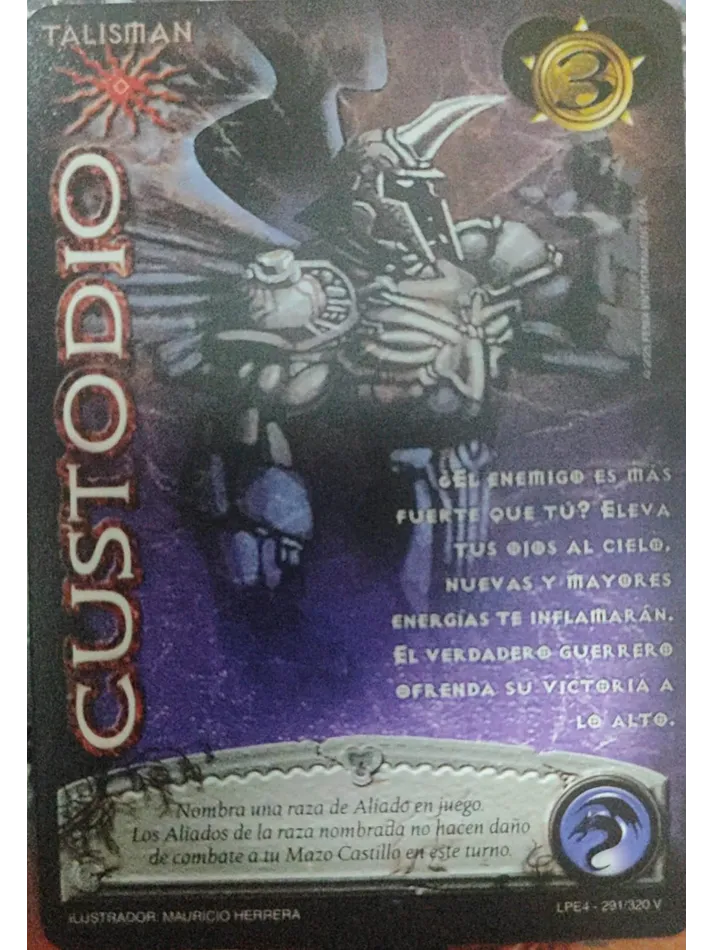 TALISMAN
3
CUSTODIO
¿EL ENEMIGO ES MÁS
FUERTE QUE TÚ? ELEVA
TUS OJOS AL CIELO,
NUEVAS Y MAYORES
ENERGÍAS TE INFLAMARÁN.
EL VERDADERO GUERRERO
OFRENDA SU VICTORIA A
LO ALTO.
Nombra una raza de Aliado en juego.
Los Aliados de la raza nombrada no hacen daño
de combate a tu Mazo Castillo en este turno.
ILUSTRADOR: MAURICIO HERRERA
LPE4 - 291/320 V